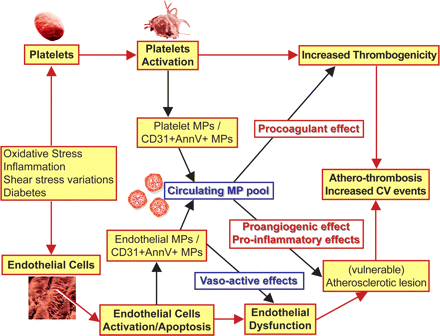 Platelets
Platelets
Activation
Increased Thrombogenicity
Platelet MPs /
CD31+AnnV+ MPs
Procoagulant effect
Oxidative Stress
Inflammation
Shear stress variations
Diabetes
Circulating MP pool
Athero-thrombosis
Increased CV events
Endothelial MPs /
CD31+AnnV+ MPs
Proangiogenic effect
Pro-inflammatory effects
Endothelial Cells
Vaso-active effects
(vulnerable)
Atherosclerotic lesion
Endothelial Cells
Activation/Apoptosis
Endothelial
Dysfunction